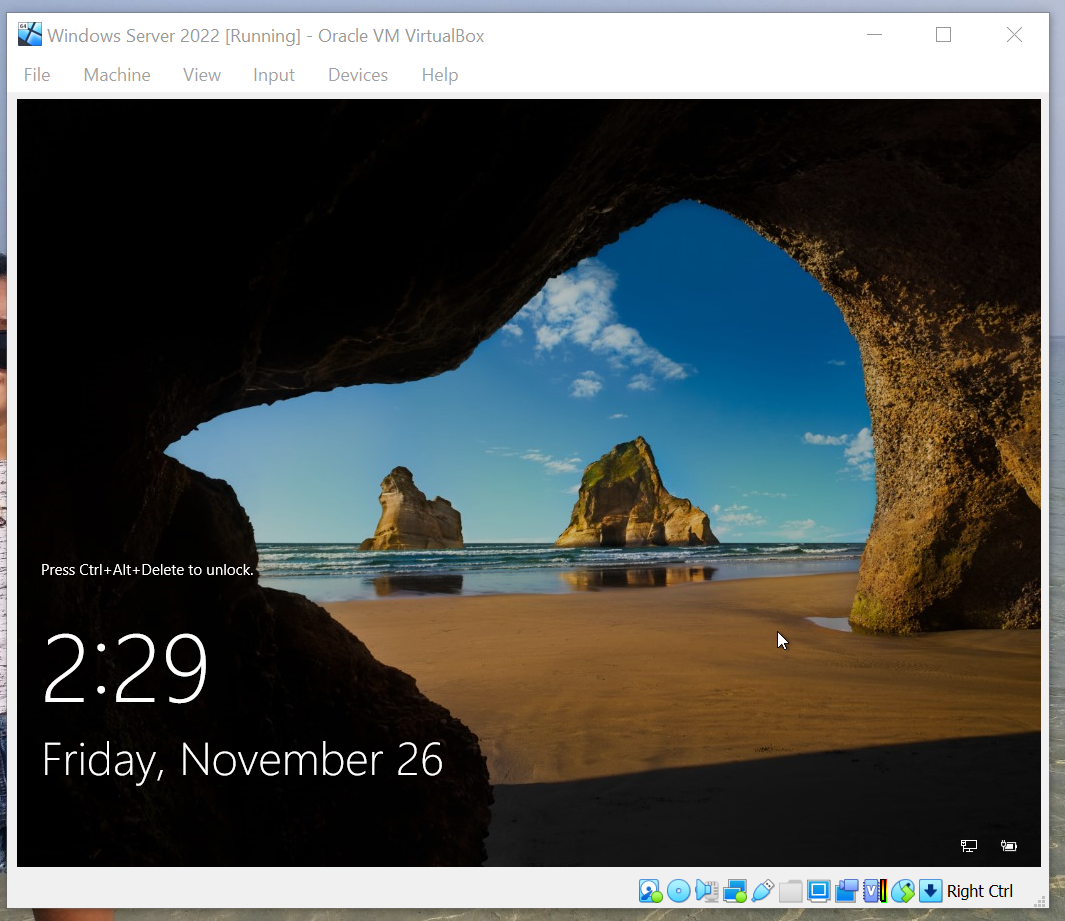 Windows Server 2022 [Running] - Oracle VM VirtualBox
File Machine View Input Devices Help
Press Ctrl+Alt+Delete to unlock.
2:29
Friday, November 26
Right Ctrl